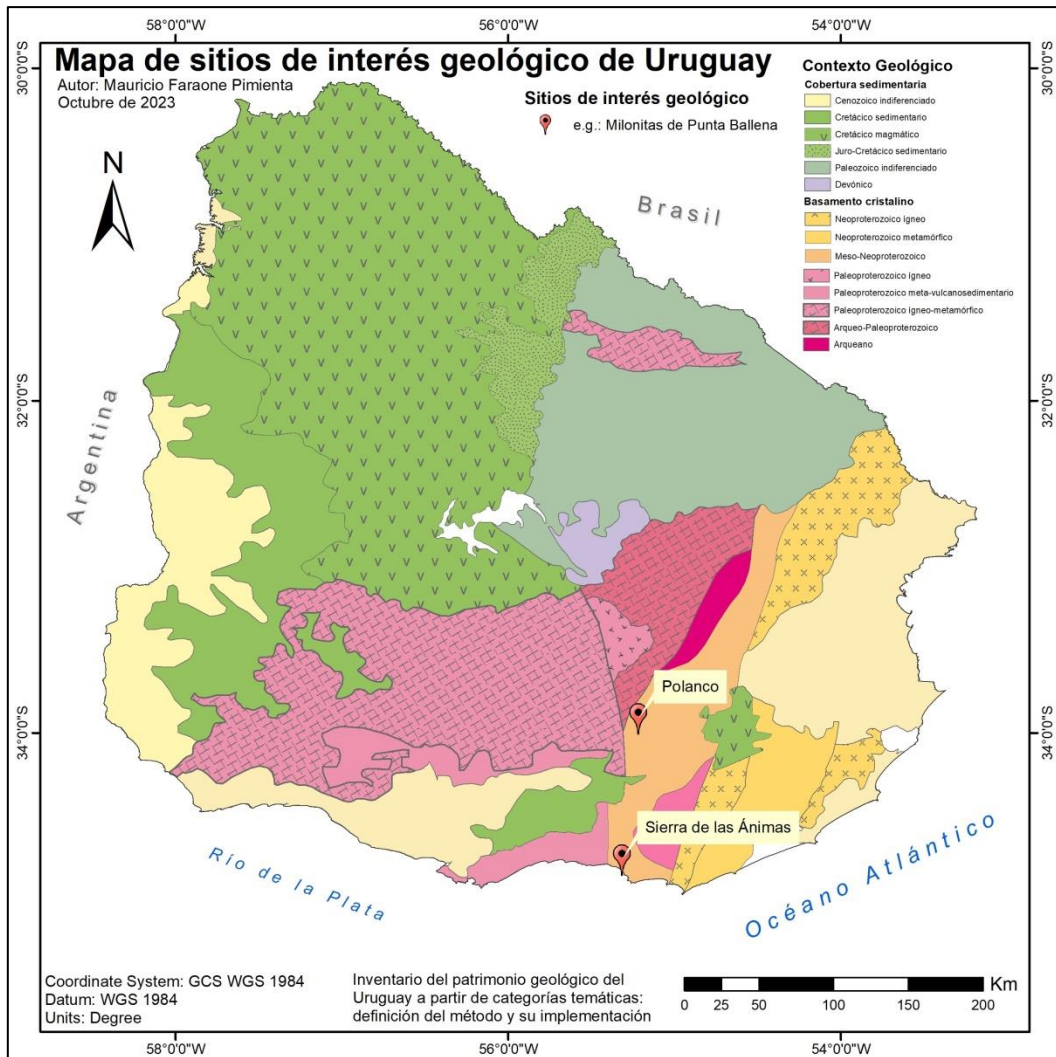 58°0'0"W
56°0'0"W
54°0'0"W
30°0'0"S
30°0'0"S
Mapa de sitios de interés geológico de Uruguay
Autor: Mauricio Faraone Pimienta
Octubre de 2023
Sitios de interés geológico
e.g.: Milonitas de Punta Ballena
Contexto Geológico
Cobertura sedimentaria
Cenozoico indiferenciado
Cretácico sedimentario
Cretácico magmático
Juro-Cretácico sedimentario
Paleozoico indiferenciado
Devónico
Basamento cristalino
Neoproterozoico ígneo
Neoproterozoico metamórfico
Meso-Neoproterozoico
Paleoproterozoico ígneo
Paleoproterozoico meta-vulcanosedimentario
Paleoproterozoico ígneo-metamórfico
Arqueo-Paleoproterozoico
Arqueano
N
Brasil
32°0'0"S
32°0'0"S
Argentina
Polanco
34°0'0"S
34°0'0"S
Sierra de las Ánimas
Río de la Plata
Océano Atlántico
Coordinate System: GCS WGS 1984
Datum: WGS 1984
Units: Degree
Inventario del patrimonio geológico del
Uruguay a partir de categorías temáticas:
definición del método y su implementación
Km
0 25 50 100 150 200
58°0'0"W
56°0'0"W
54°0'0"W